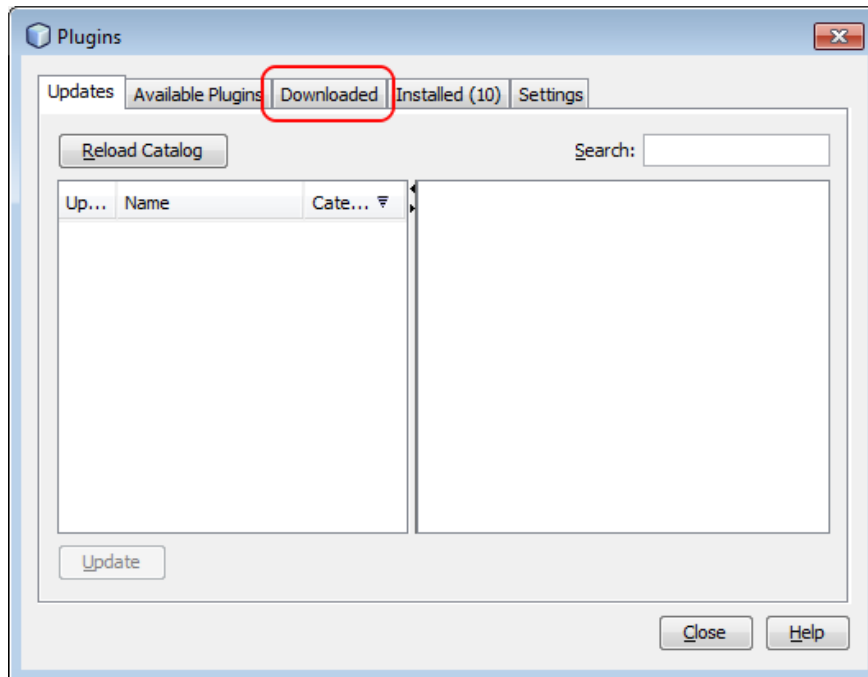 Plugins
Updates Available Plugins Downloaded Installed (10) Settings
Reload Catalog Search:
Up... Name Cate...
Update
Close Help